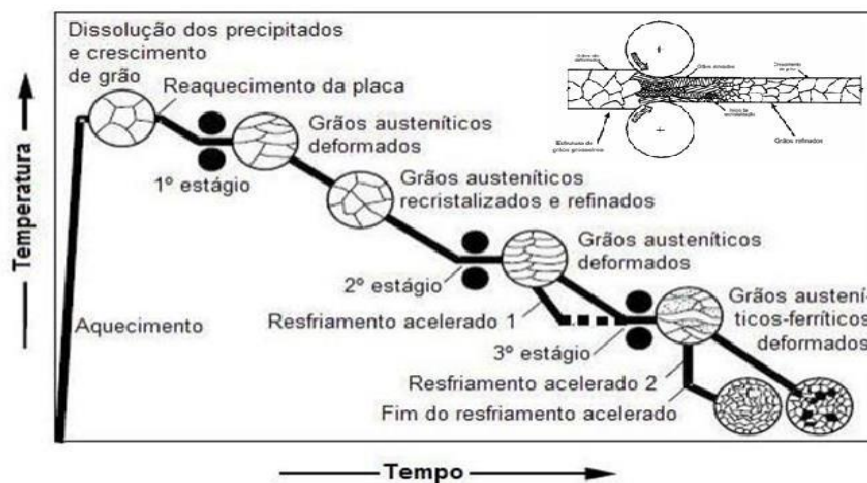 Dissolução dos precipitados
e crescimento
de grão
Reaquecimento da placa
Grãos austeníticos
deformados
1º estágio
Grãos austeníticos
recristalizados e refinados
Grãos austeníticos
deformados
2º estágio
Resfriamento acelerado 1
Grãos austení-
ticos-ferríticos
deformados
3º estágio
Aquecimento
Resfriamento acelerado 2
Fim do resfriamento acelerado
Temperatura
Tempo
Grãos refinados